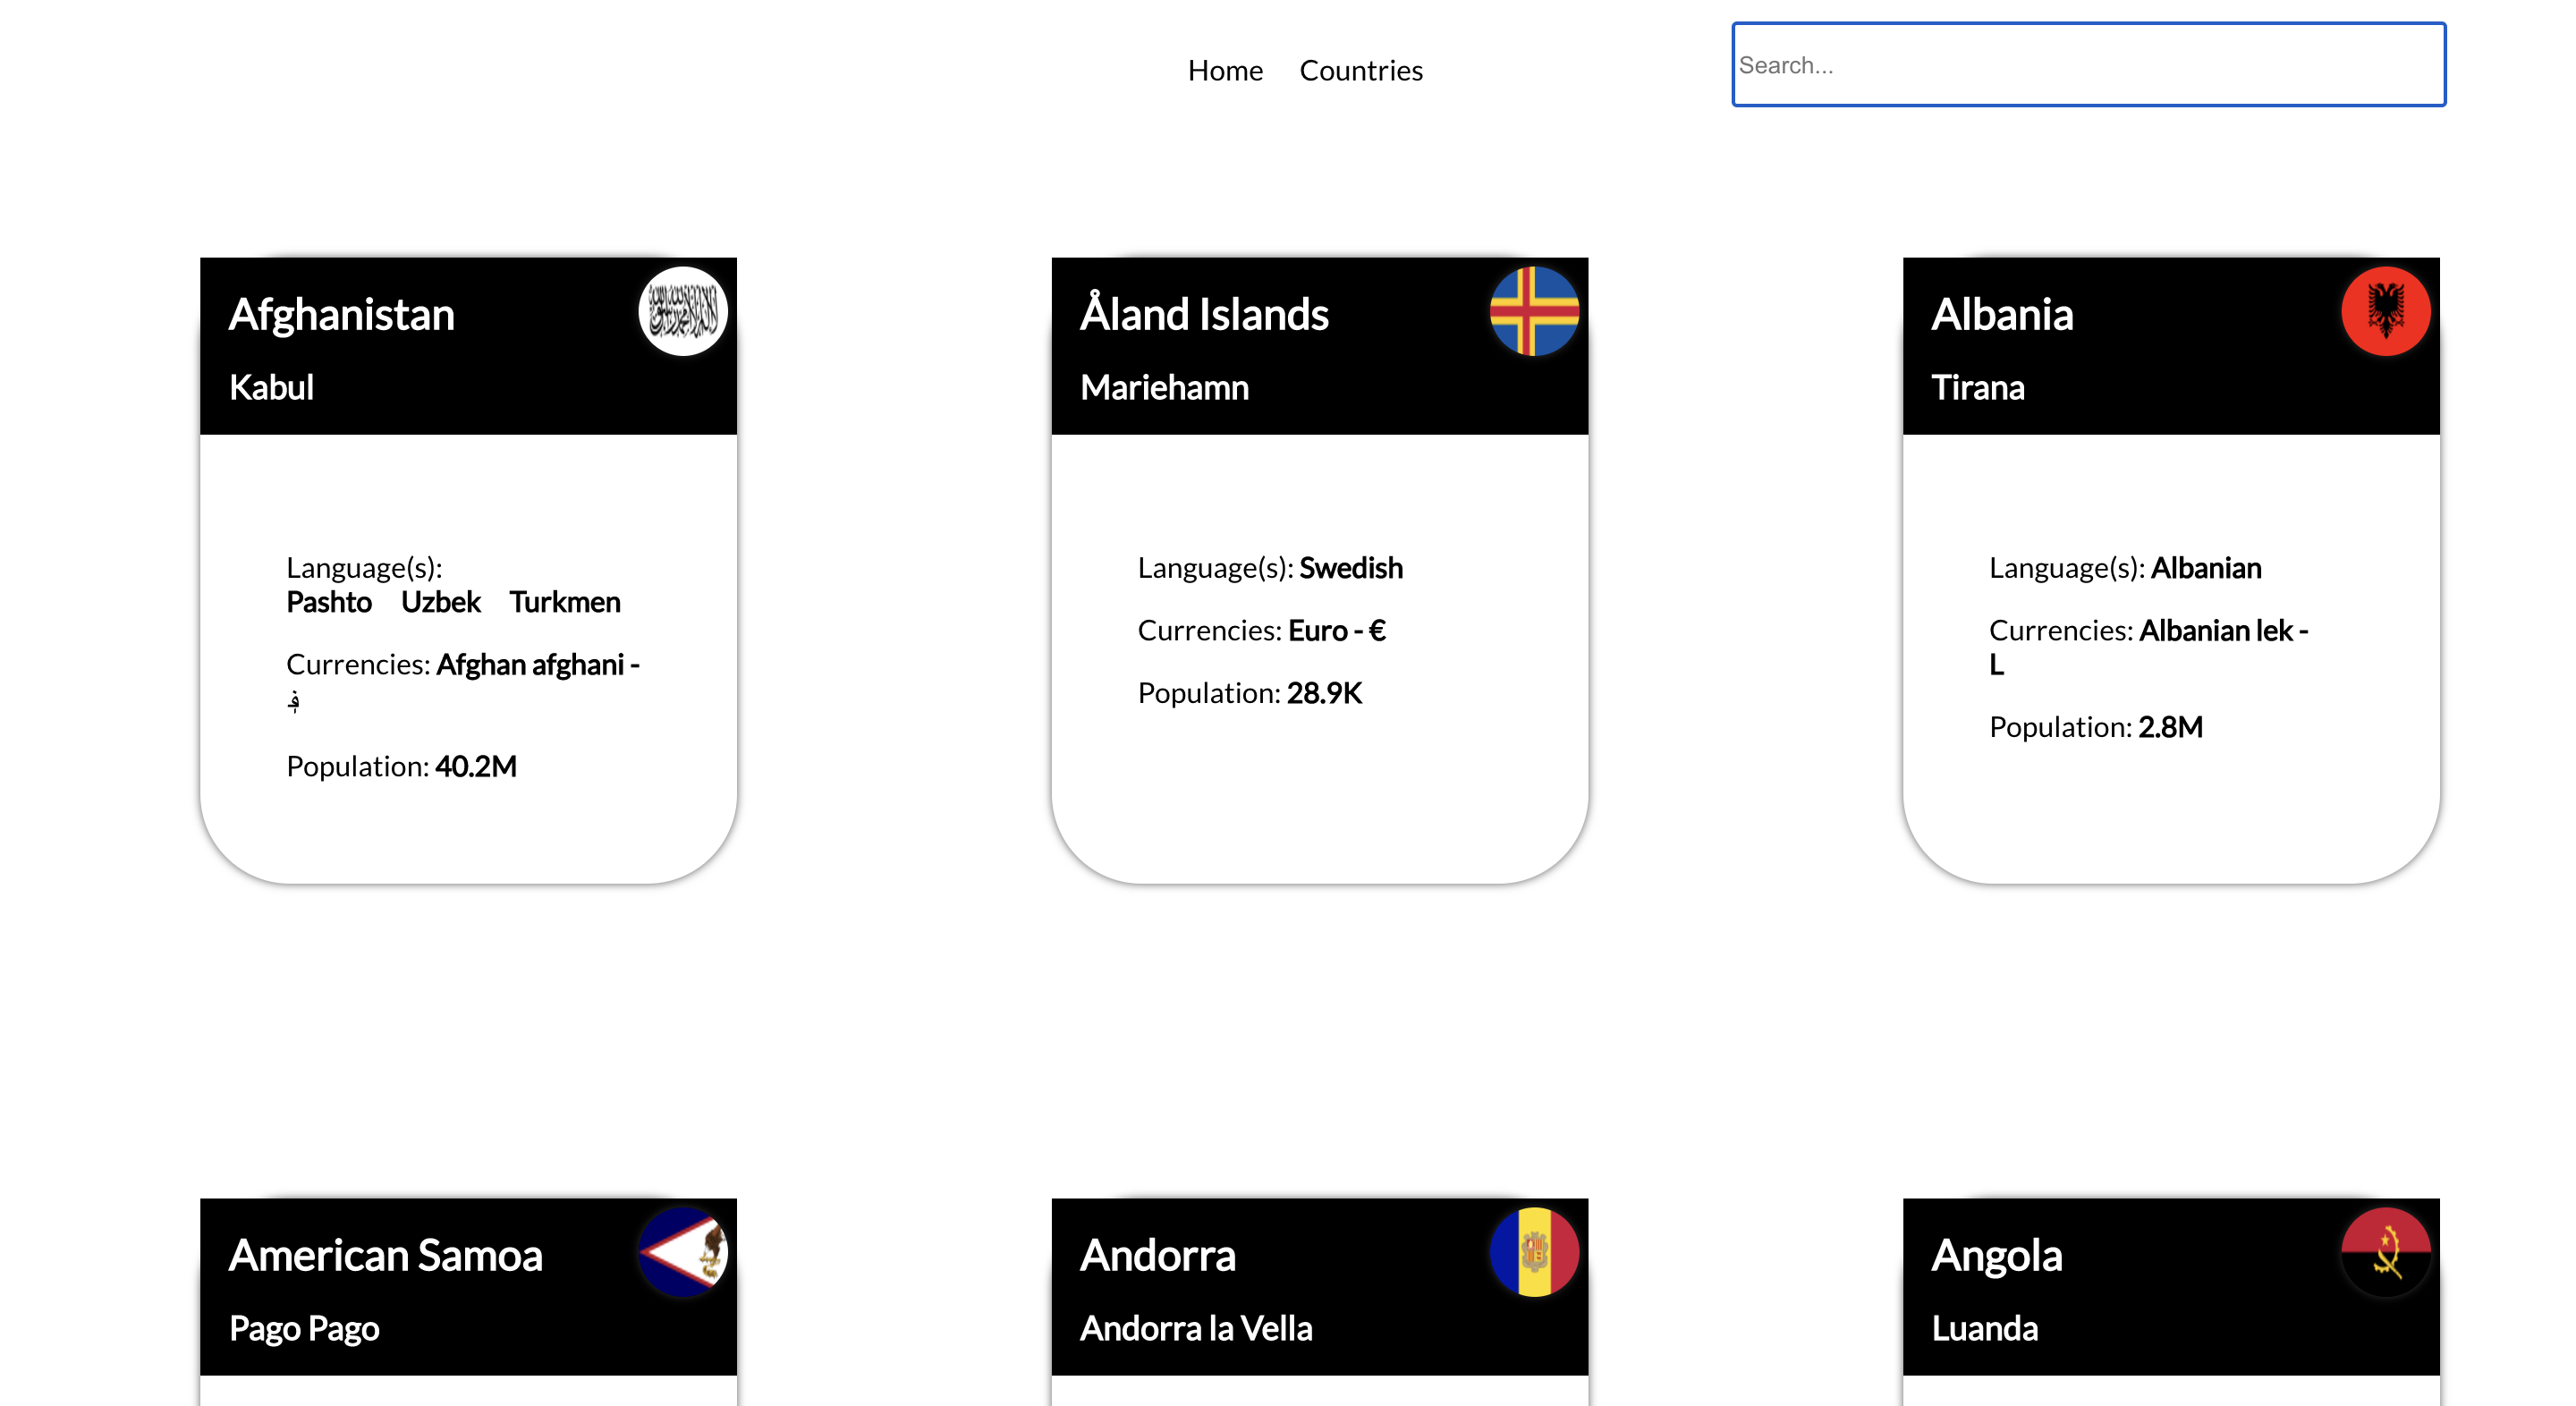 Home Countries
Search...
Afghanistan
Kabul
Language(s):
Pashto Uzbek Turkmen
Currencies: Afghan afghani -
؋
Population: 40.2M
Åland Islands
Mariehamn
Language(s): Swedish
Currencies: Euro - €
Population: 28.9K
Albania
Tirana
Language(s): Albanian
Currencies: Albanian lek -
L
Population: 2.8M
American Samoa
Pago Pago
Andorra
Andorra la Vella
Angola
Luanda